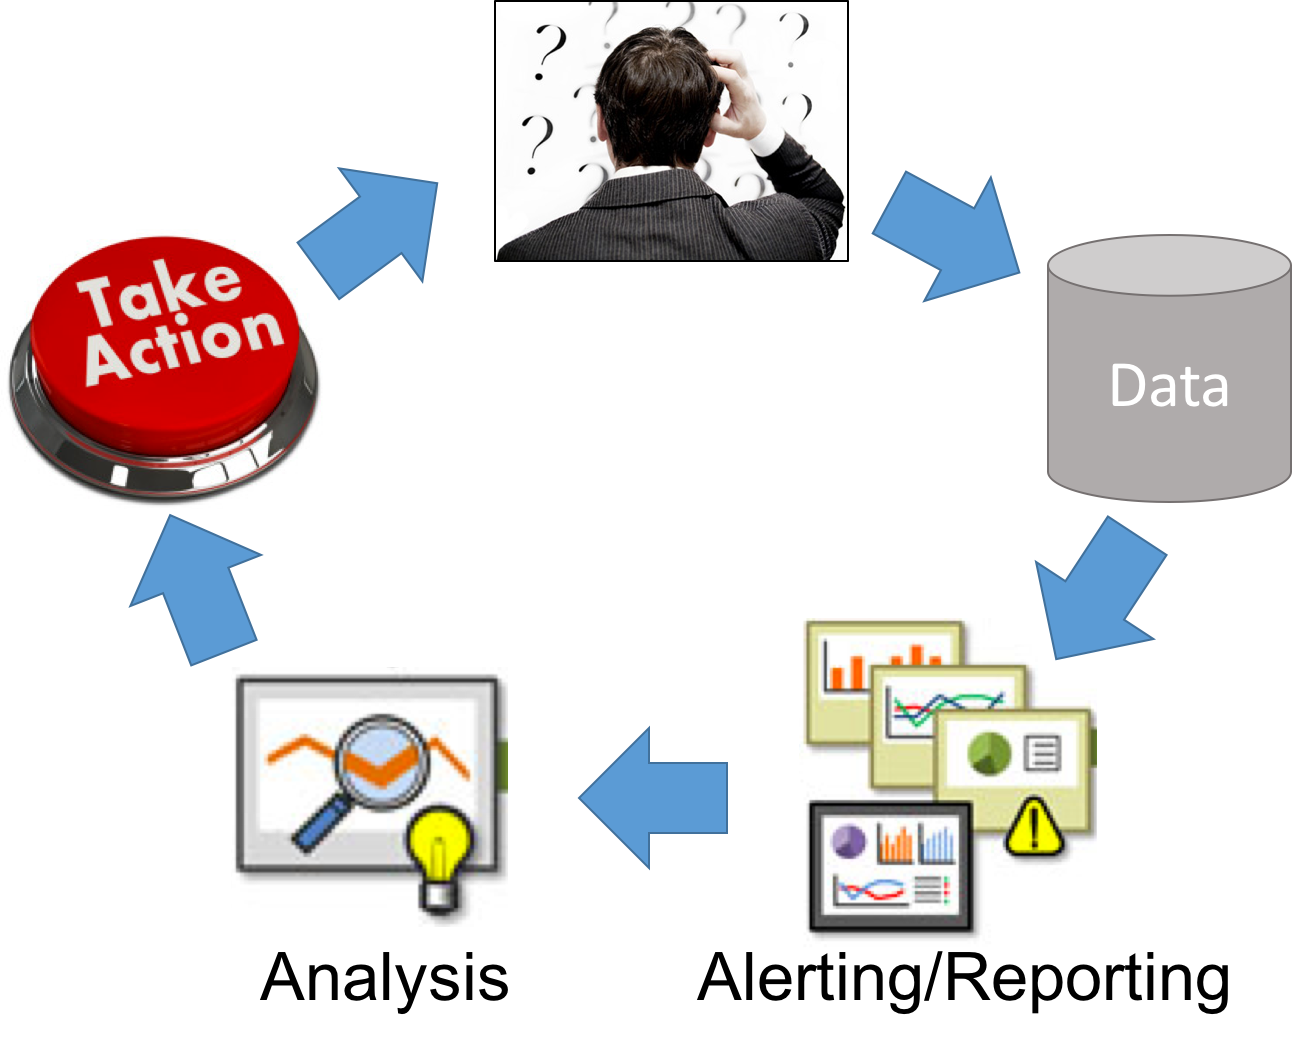 ? ? ? ?
? ?
? ?
Take
Action
Data
Analysis
Alerting/Reporting